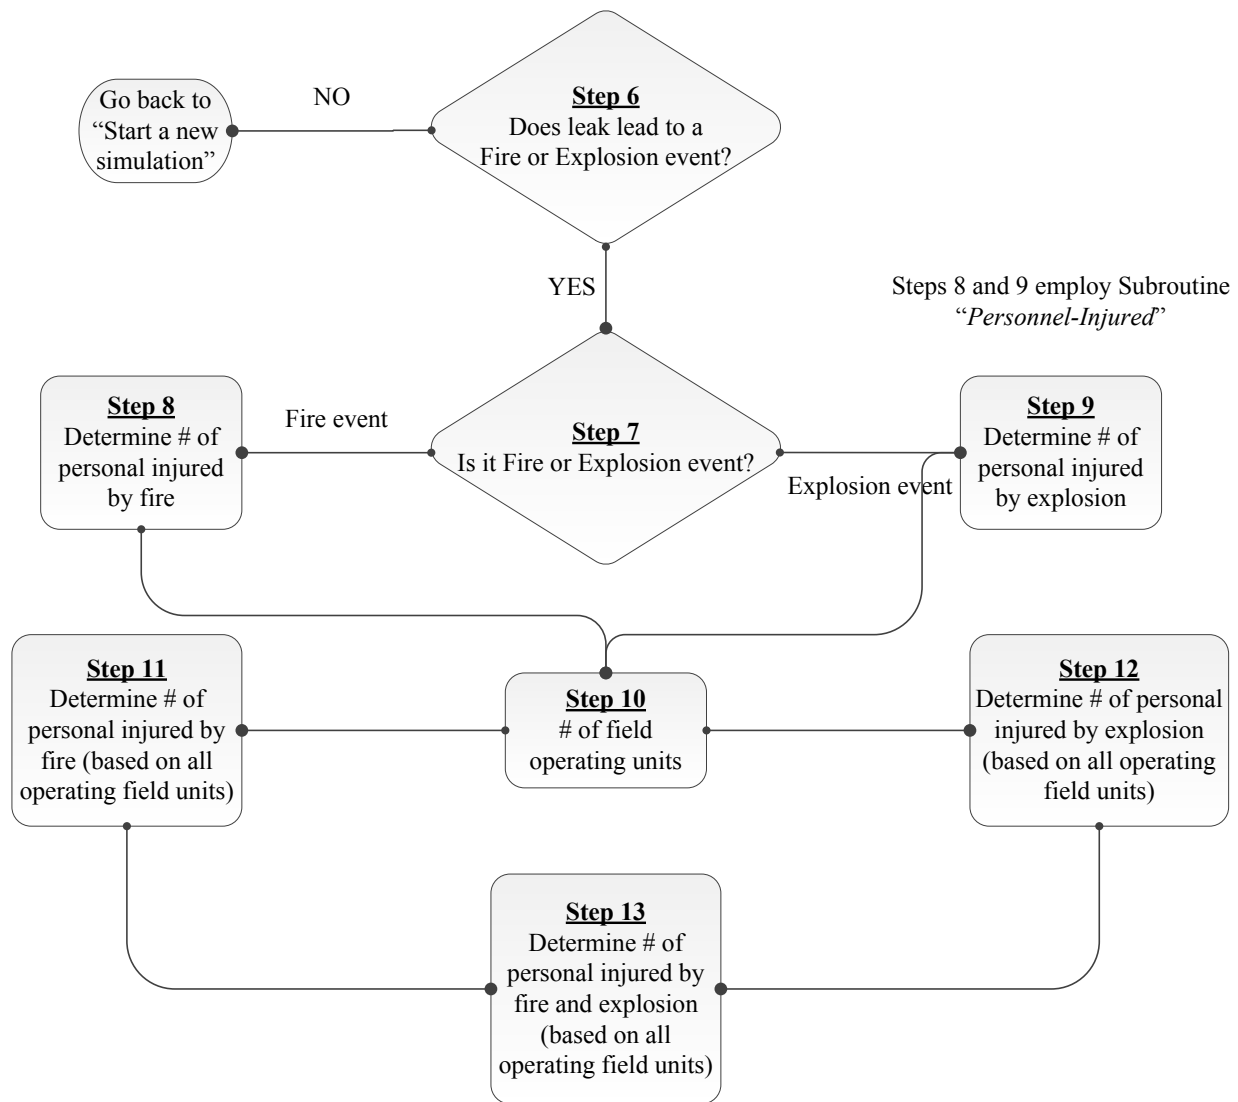 Go back to
“Start a new
simulation”
NO
Step 6
Does leak lead to a
Fire or Explosion event?
YES
Steps 8 and 9 employ Subroutine
“Personnel-Injured”
Step 8
Determine # of
personal injured
by fire
Fire event
Step 7
Is it Fire or Explosion event?
Explosion event
Step 9
Determine # of
personal injured
by explosion
Step 11
Determine # of
personal injured by
fire (based on all
operating field units)
Step 10
# of field
operating units
Step 12
Determine # of personal
injured by explosion
(based on all operating
field units)
Step 13
Determine # of
personal injured by
fire and explosion
(based on all
operating field units)